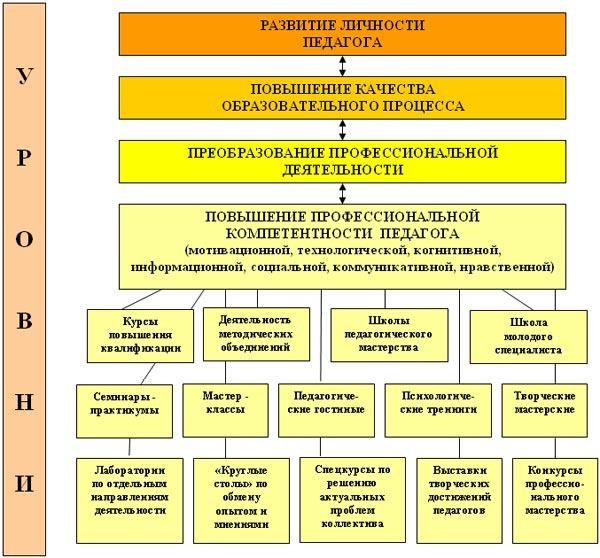 У
Р
О
В
Н
И
РАЗВИТИЕ ЛИЧНОСТИ
ПЕДАГОГА
ПОВЫШЕНИЕ КАЧЕСТВА
ОБРАЗОВАТЕЛЬНОГО ПРОЦЕССА
ПРЕОБРАЗОВАНИЕ ПРОФЕССИОНАЛЬНОЙ
ДЕЯТЕЛЬНОСТИ
ПОВЫШЕНИЕ ПРОФЕССИОНАЛЬНОЙ
КОМПЕТЕНТНОСТИ ПЕДАГОГА
(мотивационной, технологической, когнитивной,
информационной, социальной, коммуникативной, нравственной)
Курсы
повышения
квалификации
Деятельность
методических
объединений
Школы
педагогического
мастерства
Школа
молодого
специалиста
Семинары -
практикумы
Мастер -
классы
Педагогиче-
ские гостиные
Психологиче-
ские тренинги
Творческие
мастерские
Лаборатории
по отдельным
направлениям
деятельности
«Круглые
столы» по
обмену
опытом и
мнениями
Спецкурсы по
решению
актуальных
проблем
коллектива
Выставки
творческих
достижений
педагогов
Конкурсы
профессио-
нального
мастерства